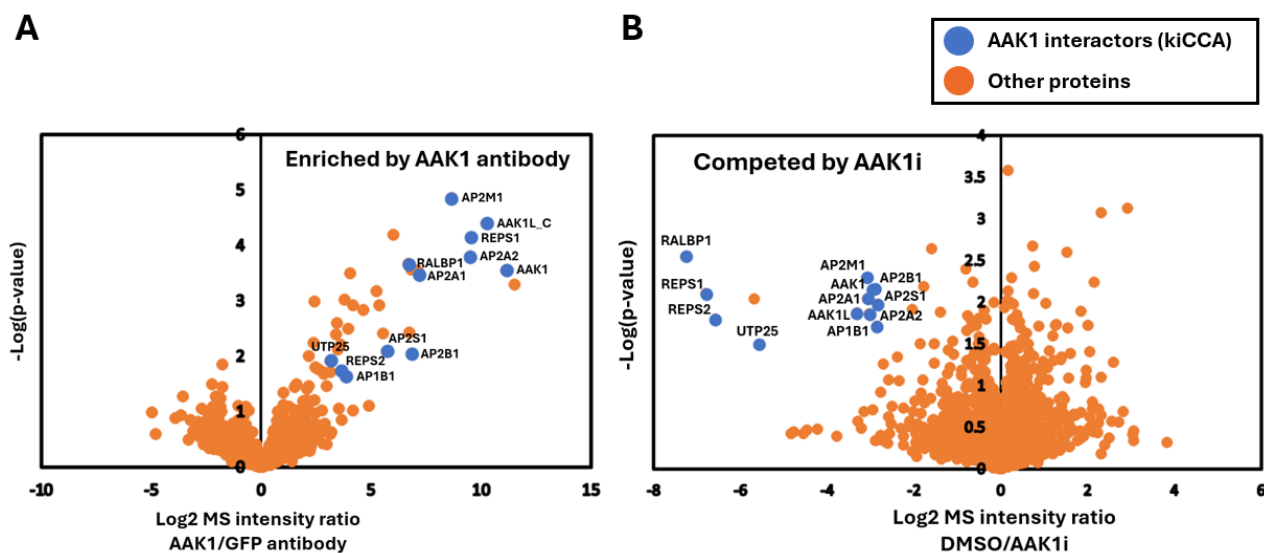 A
B
AAK1 interactors (kiCCA)
Other proteins
Enriched by AAK1 antibody
6
5
4
3
2
1
0
-Log(p-value)
AP2M1
AAK1L_C
REPS1
AP2A2
RALBP1
AAK1
AP2A1
AP2S1
UTP25
AP2B1
REPS2
AP1B1
-10
-5
0
5
10
15
Log2 MS intensity ratio
AAK1/GFP antibody
Competed by AAK1i
4
3.5
3
2.5
2
1.5
1
0.5
0
-Log(p-value)
RALBP1
AP2M1
AP2B1
REPS1
AAK1
AP2A1
AP2S1
REPS2
AAK1L
AP2A2
UTP25
AP1B1
-8
-6
-4
-2
0
2
4
6
Log2 MS intensity ratio
DMSO/AAK1i